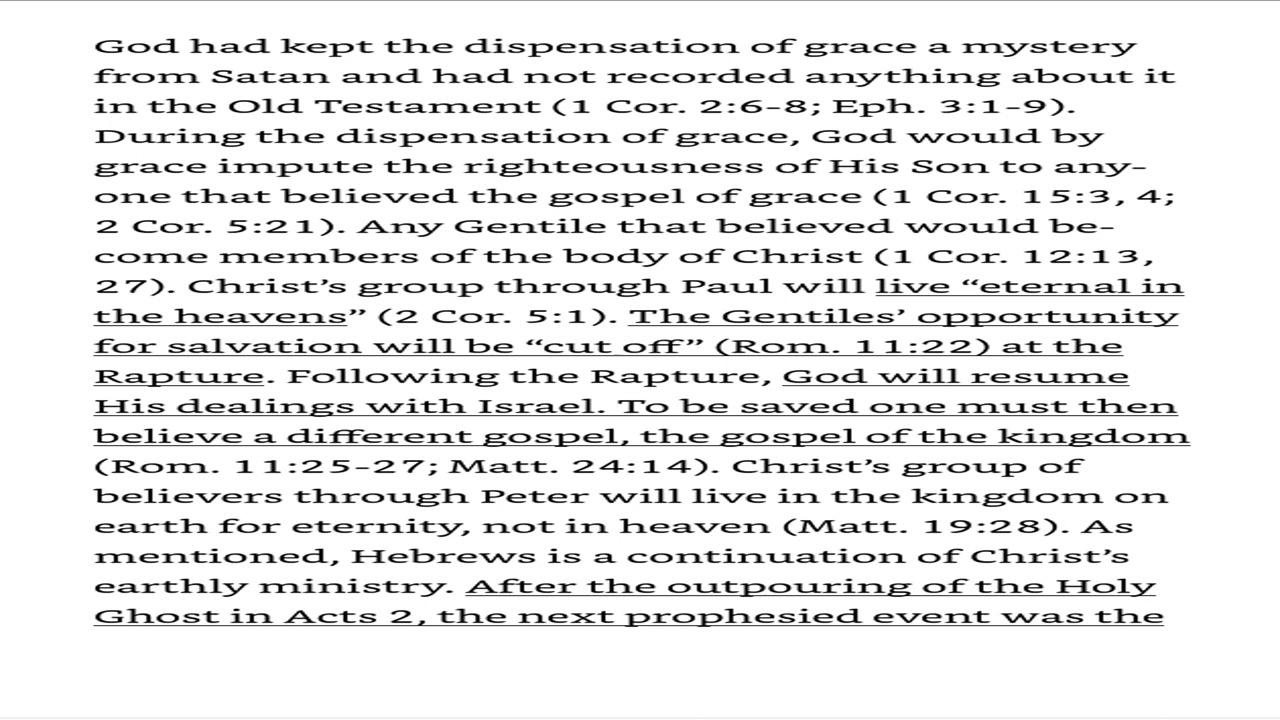 God had kept the dispensation of grace a mystery
from Satan and had not recorded anything about it
in the Old Testament (1 Cor. 2:6-8; Eph. 3:1-9).
During the dispensation of grace, God would by
grace impute the righteousness of His Son to any-
one that believed the gospel of grace (1 Cor. 15:3, 4;
2 Cor. 5:21). Any Gentile that believed would be-
come members of the body of Christ (1 Cor. 12:13,
27). Christ’s group through Paul will live “eternal in
the heavens” (2 Cor. 5:1). The Gentiles’ opportunity
for salvation will be “cut off” (Rom. 11:22) at the
Rapture. Following the Rapture, God will resume
His dealings with Israel. To be saved one must then
believe a different gospel, the gospel of the kingdom
(Rom. 11:25-27; Matt. 24:14). Christ’s group of
believers through Peter will live in the kingdom on
earth for eternity, not in heaven (Matt. 19:28). As
mentioned, Hebrews is a continuation of Christ’s
earthly ministry. After the outpouring of the Holy
Ghost in Acts 2, the next prophesied event was the